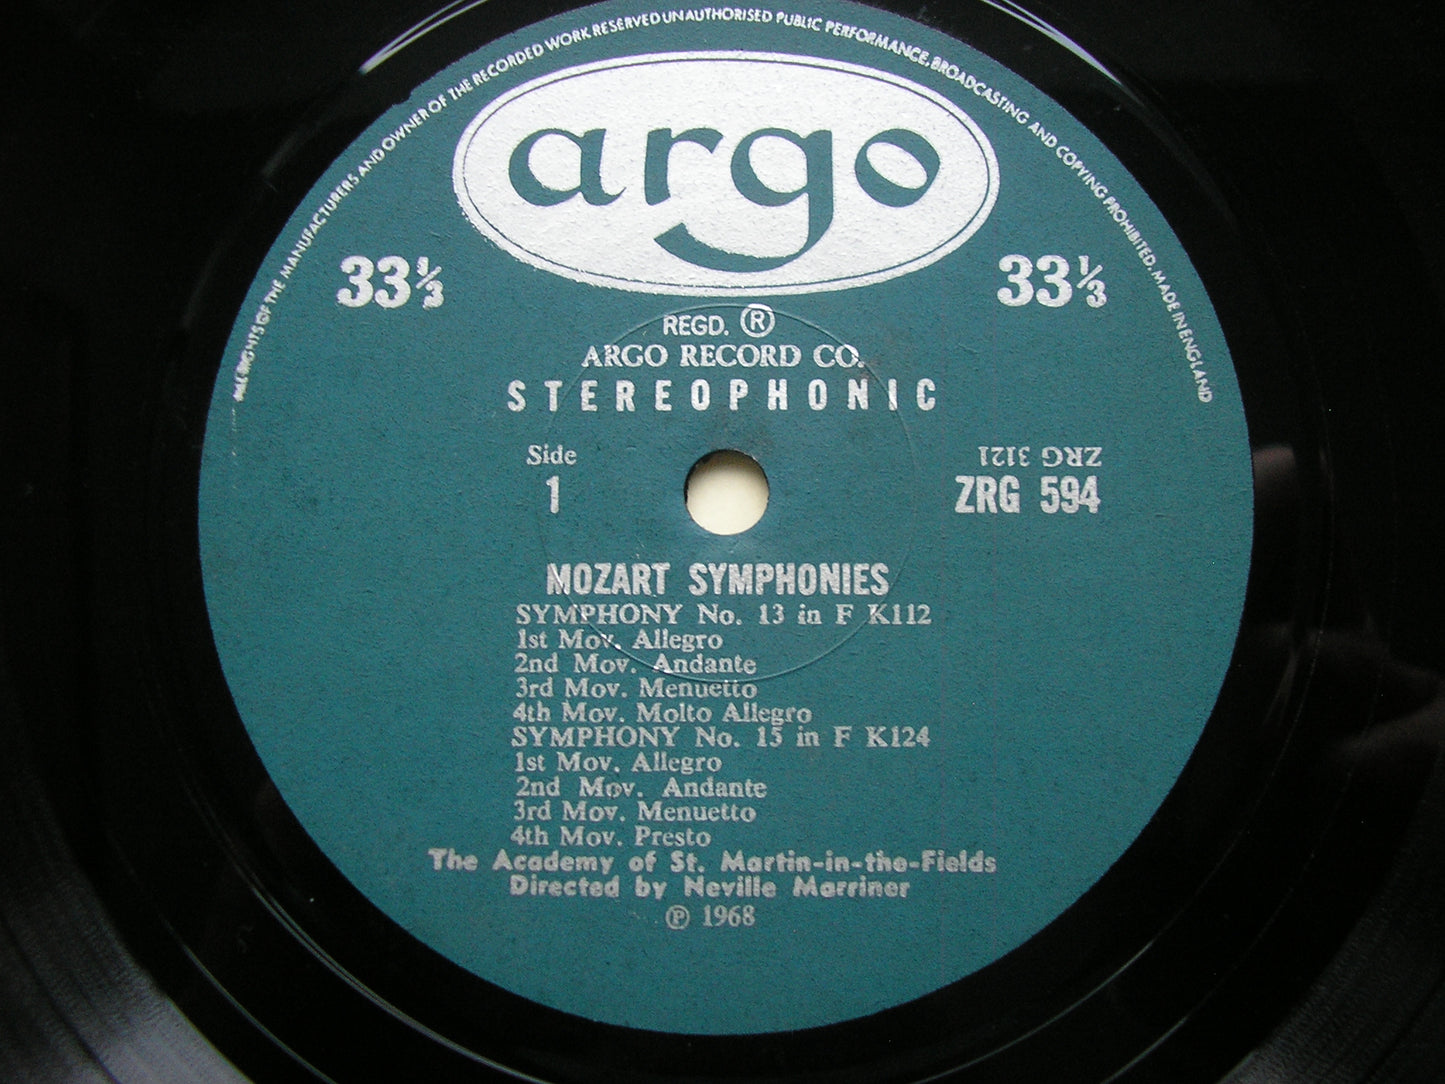 ALL RIGHTS OF THE MANUFACTURERS AND OWNER OF THE RECORDED WORK RESERVED UNAUTHORISED PUBLIC PERFORMANCE, BROADCASTING AND COPYING PROHIBITED. MADE IN ENGLAND
argo
33⅓ 33⅓
REGD. ®
ARGO RECORD CO.
STEREOPHONIC
Side
1
ZRG 3121
ZRG 594
MOZART SYMPHONIES
SYMPHONY No. 13 in F K112
1st Mov. Allegro
2nd Mov. Andante
3rd Mov. Menuetto
4th Mov. Molto Allegro
SYMPHONY No. 15 in F K124
1st Mov. Allegro
2nd Mov. Andante
3rd Mov. Menuetto
4th Mov. Presto
The Academy of St. Martin-in-the-Fields
Directed by Neville Marriner
℗ 1968